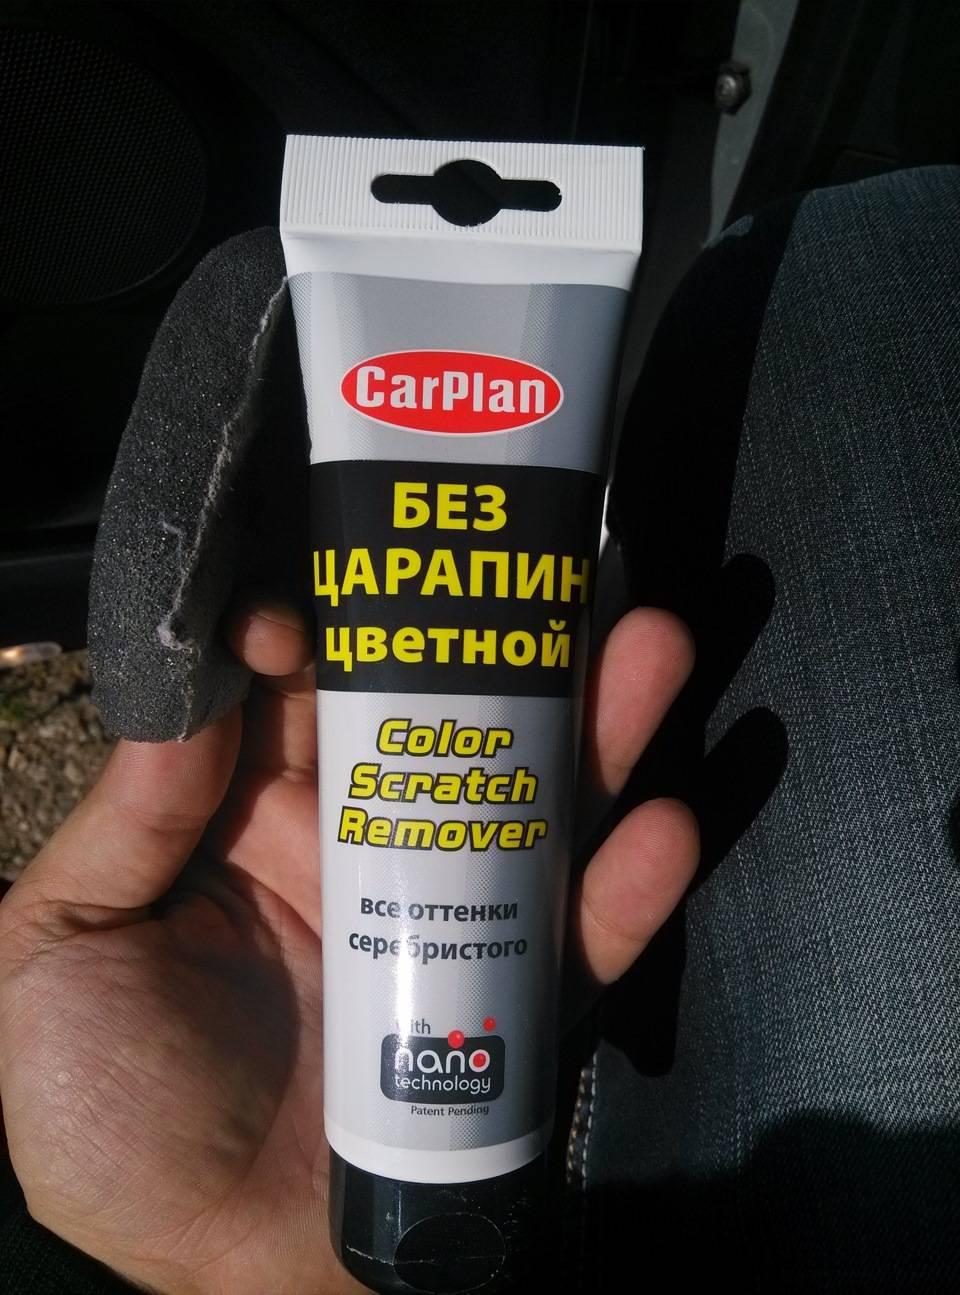 CarPlan
БЕЗ
ЦАРАПИН
цветной
Color
Scratch
Remover
все оттенки
серебристого
with
nano
technology
Patent Pending